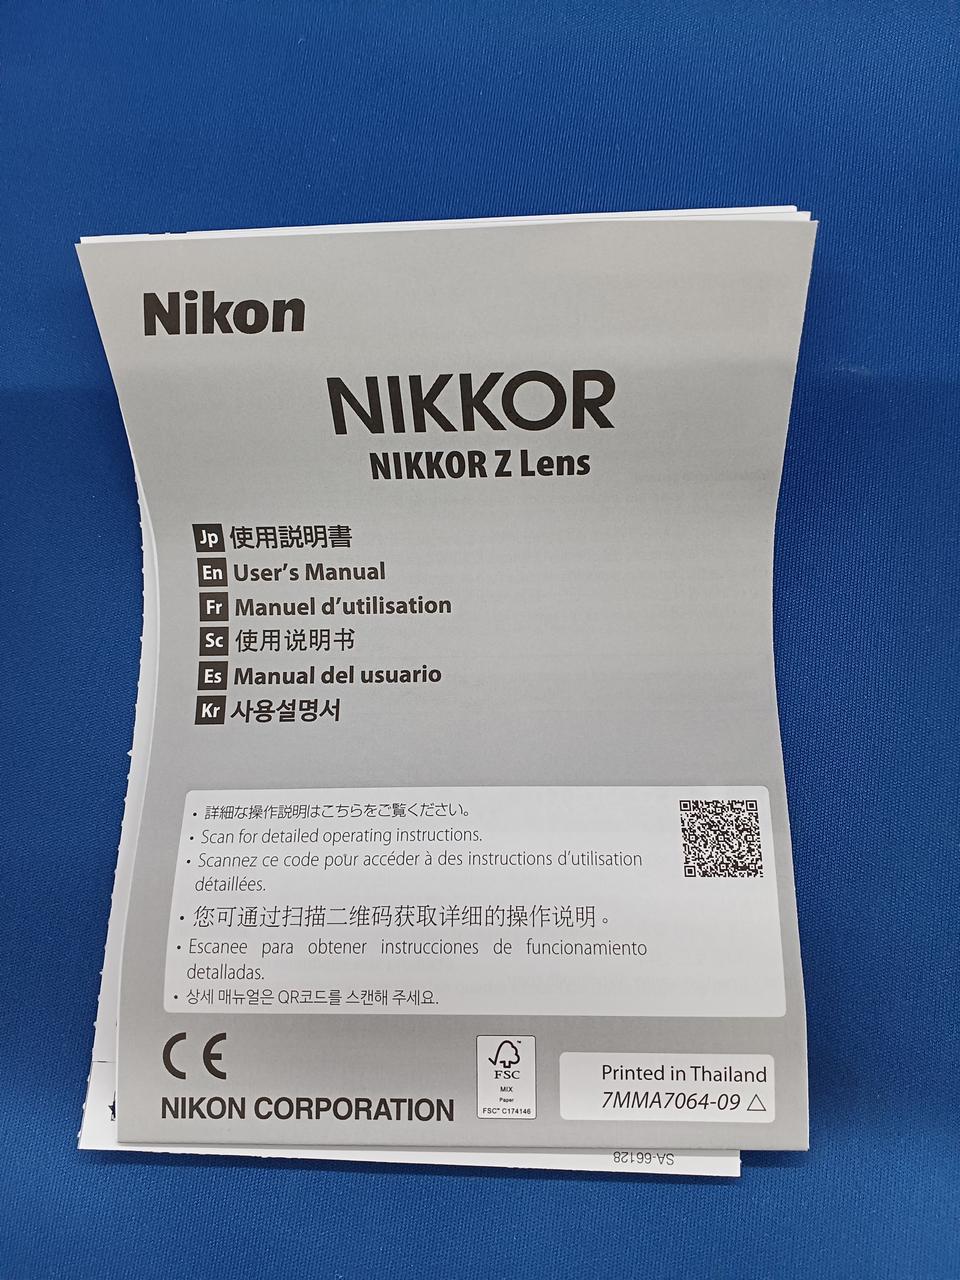 Nikon
NIKKOR
NIKKOR Z Lens
Jp 使用説明書
En User's Manual
Fr Manuel d'utilisation
Sc 使用说明书
Es Manual del usuario
Kr 사용설명서
• 詳細な操作説明はこちらをご覧ください。
• Scan for detailed operating instructions.
• Scannez ce code pour accéder à des instructions d'utilisation
détaillées.
• 您可通过扫描二维码获取详细的操作说明。
• Escanee para obtener instrucciones de funcionamiento
detalladas.
• 상세 매뉴얼은 QR코드를 스캔해 주세요.
CE
NIKON CORPORATION
FSC
MIX
Paper
FSC™ C174146
Printed in Thailand
7MMA7064-09 △
SA-66128